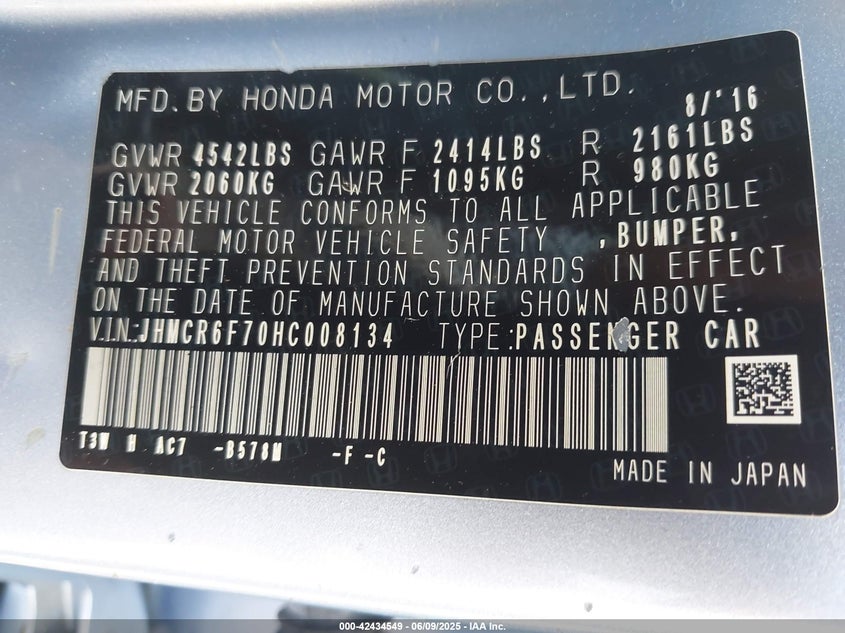 MFD. BY HONDA MOTOR CO., LTD. 8/'16
GVWR 4542LBS GAWR F 2414LBS R 2161LBS
GVWR 2060KG GAWR F 1095KG R 980KG
THIS VEHICLE CONFORMS TO ALL APPLICABLE
FEDERAL MOTOR VEHICLE SAFETY , BUMPER,
AND THEFT PREVENTION STANDARDS IN EFFECT
ON THE DATE OF MANUFACTURE SHOWN ABOVE.
VIN:JHMCR6F70HC008134 TYPE:PASSENGER CAR
T3W H AC7 -B578M -F -C
MADE IN JAPAN
000-42434549 - 06/09/2025 - IAA Inc.